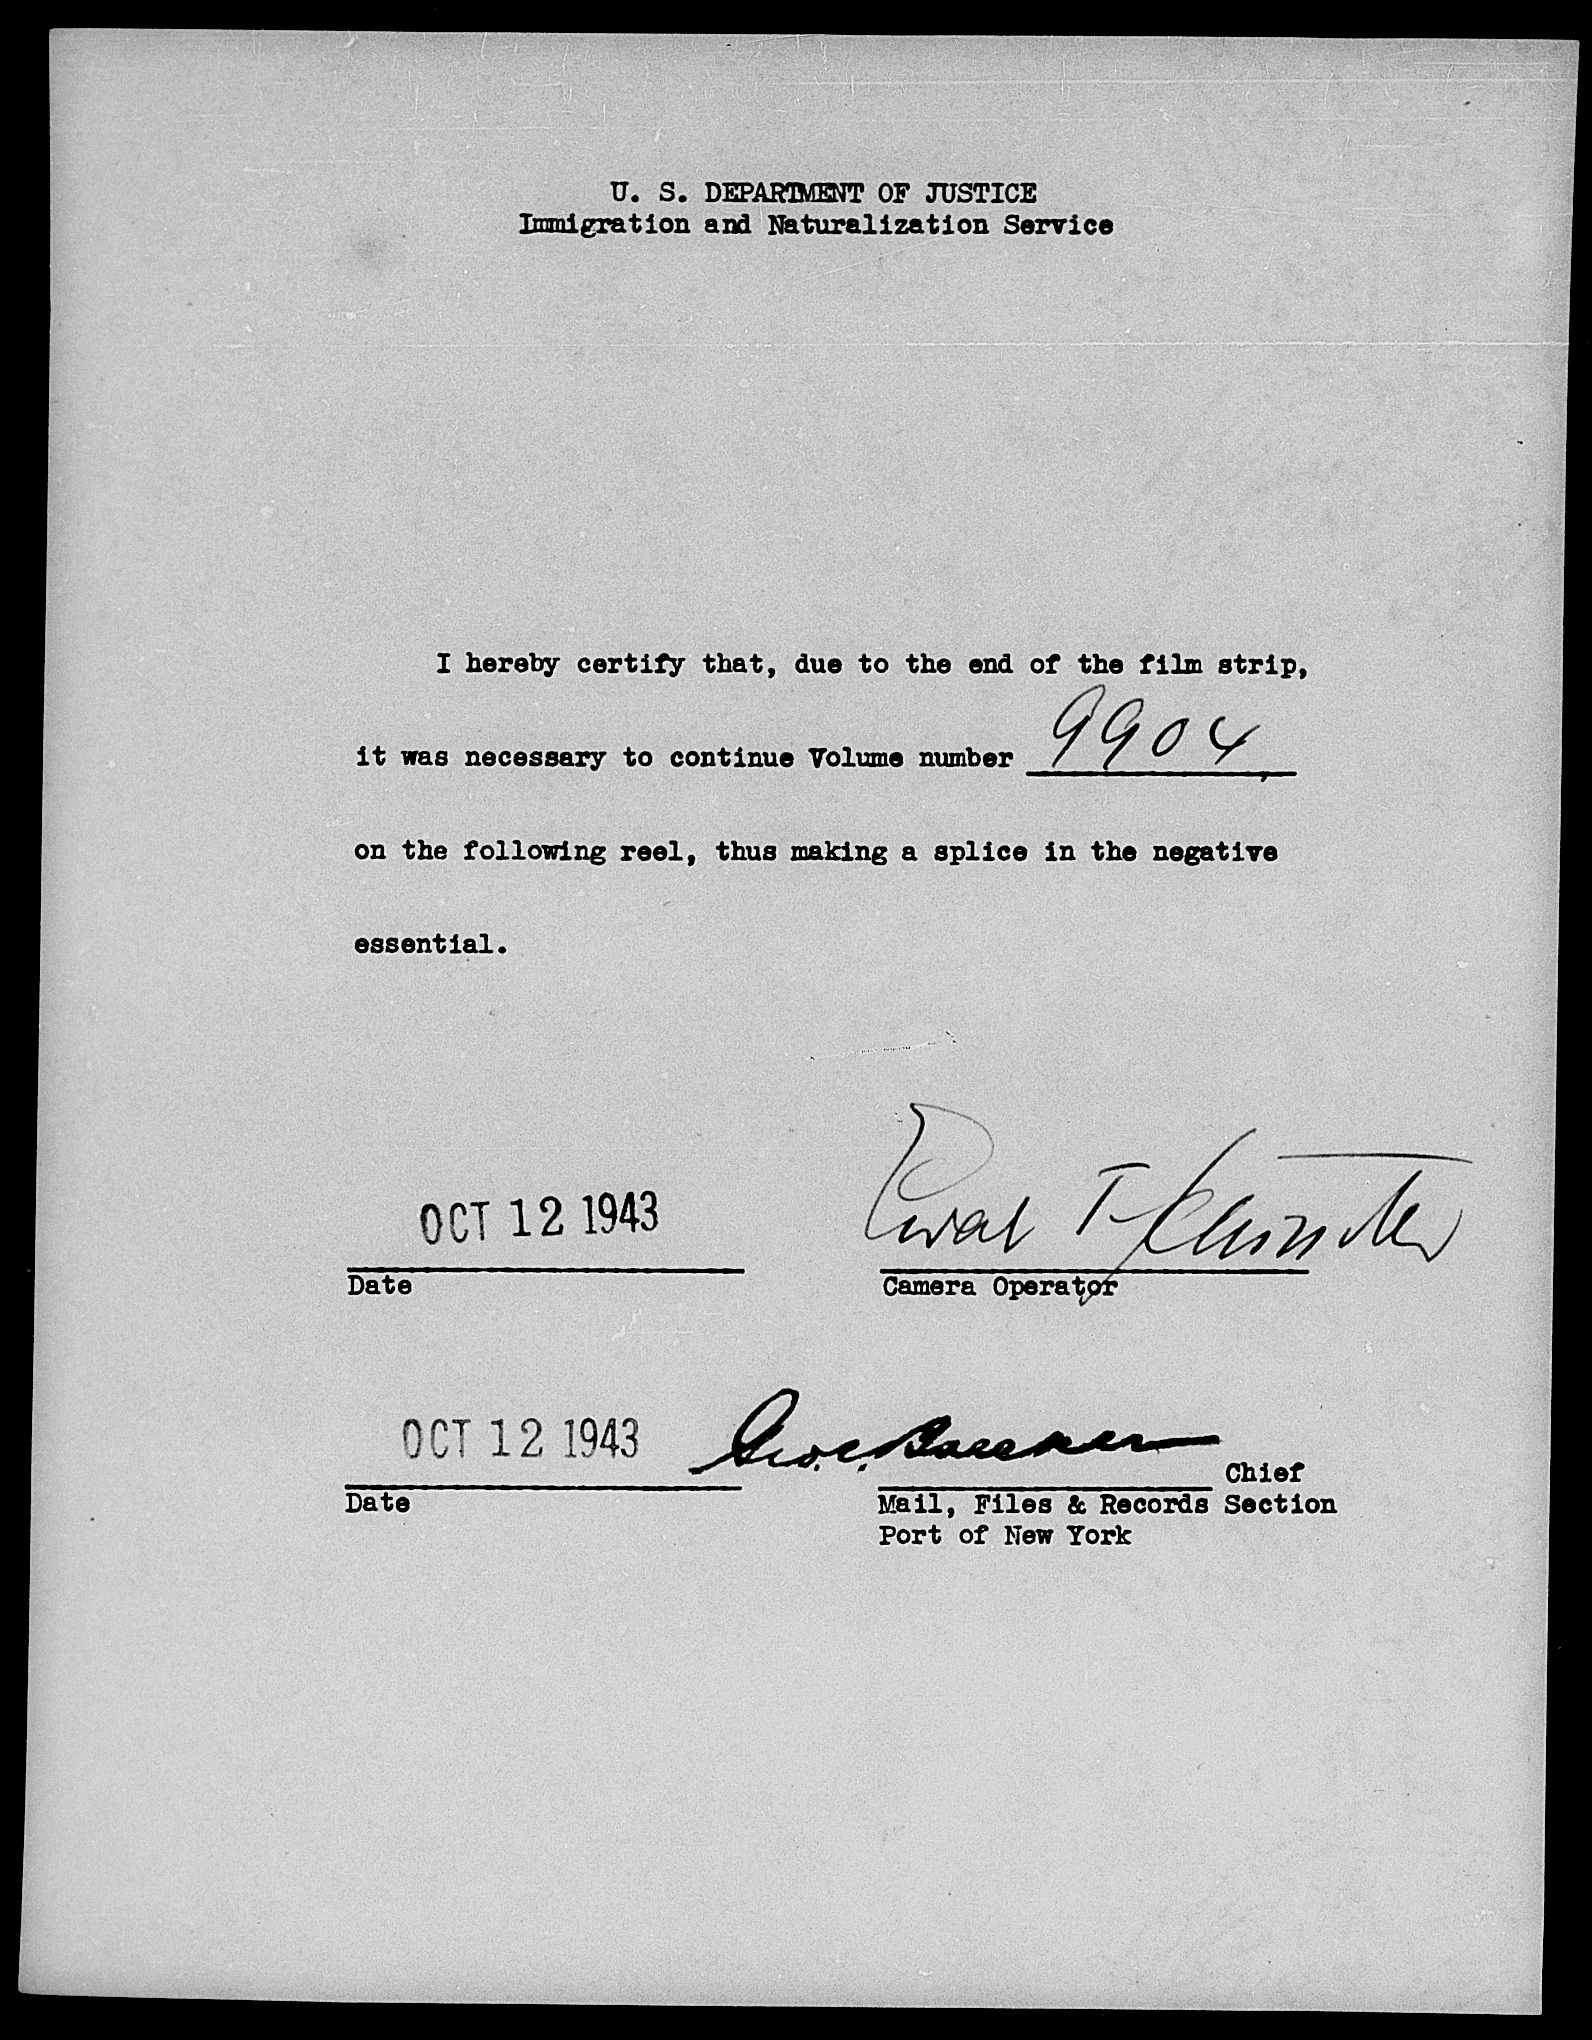 U. S. DEPARTMENT OF JUSTICE
Immigration and Naturalization Service
I hereby certify that, due to the end of the film strip,
it was necessary to continue Volume number 9904,
on the following reel, thus making a splice in the negative
essential.
OCT 12 1943
Date
T
Camera Operator
OCT 12 1943
Geo. C.
Chief
Date
Mail, Files & Records Section
Port of New York